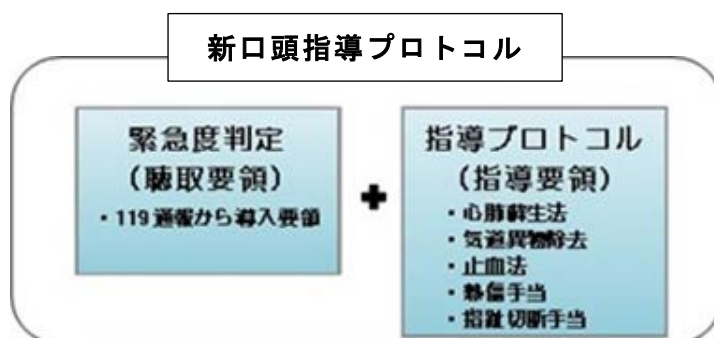 新口頭指導プロトコル
緊急度判定
（聴取要領）
・119通報から導入要領
+
指導プロトコル
（指導要領）
・心肺蘇生法
・気道異物除去
・止血法
・熱傷手当
・指趾切断手当